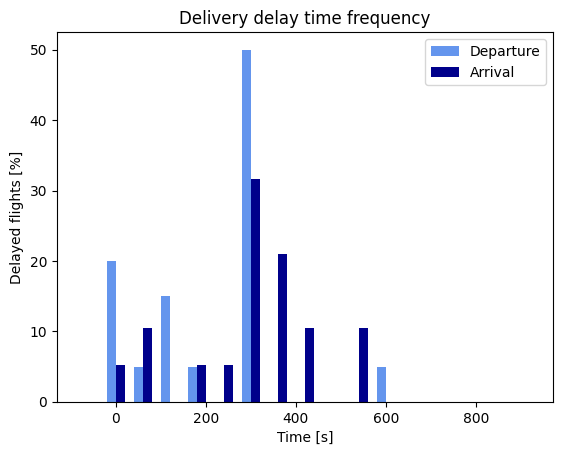 Delivery delay time frequency
Departure
Arrival
Delayed flights [%]
50
40
30
20
10
0
0 200 400 600 800
Time [s]